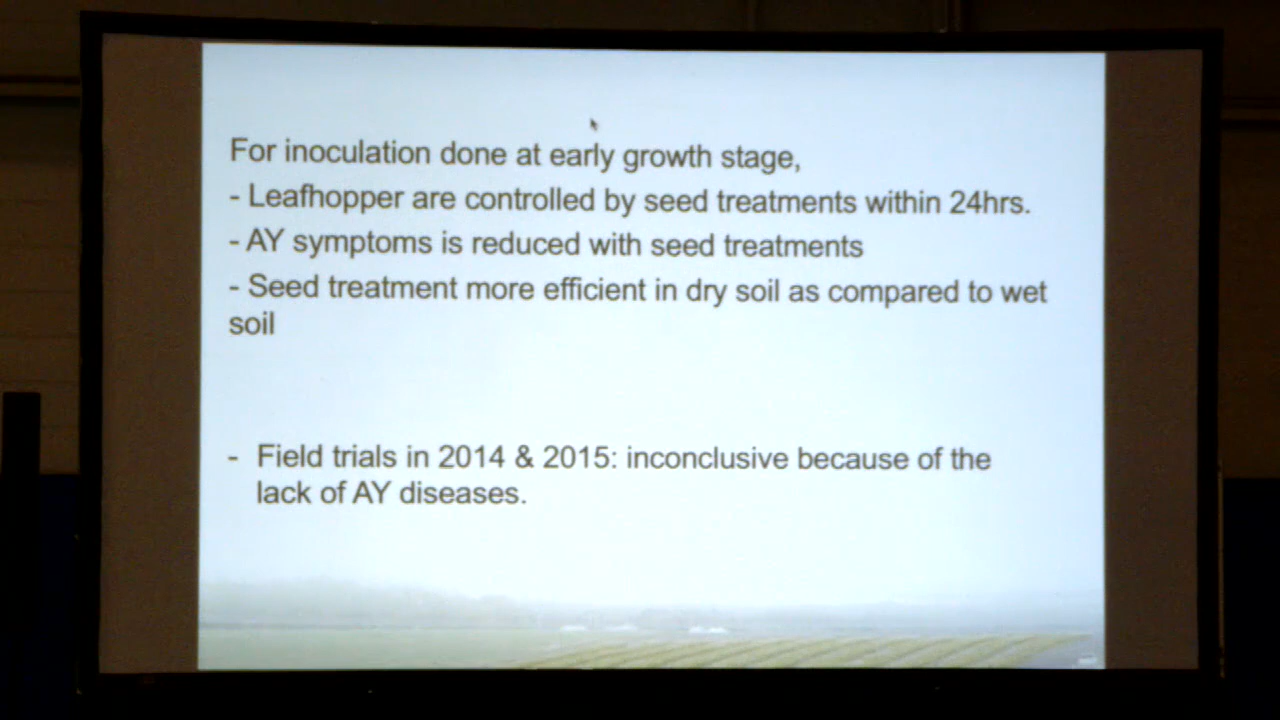 For inoculation done at early growth stage,
- Leafhopper are controlled by seed treatments within 24hrs.
- AY symptoms is reduced with seed treatments
- Seed treatment more efficient in dry soil as compared to wet
soil
- Field trials in 2014 & 2015: inconclusive because of the
lack of AY diseases.